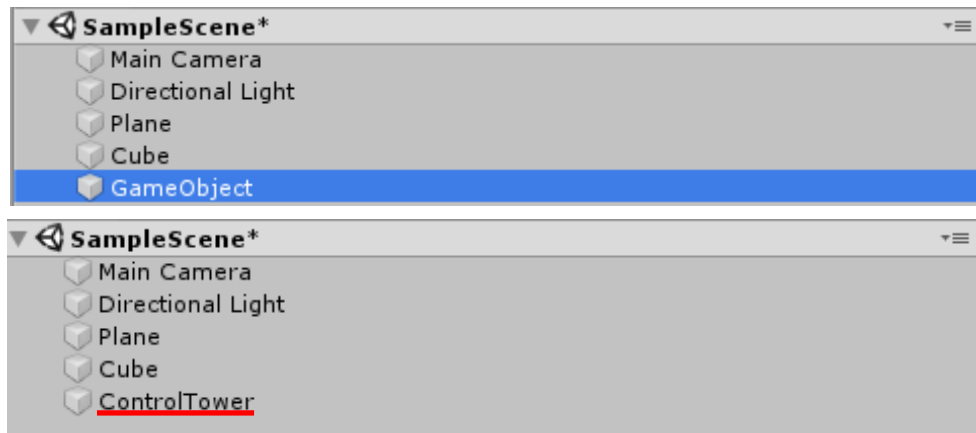 SampleScene*
Main Camera
Directional Light
Plane
Cube
GameObject
SampleScene*
Main Camera
Directional Light
Plane
Cube
ControlTower